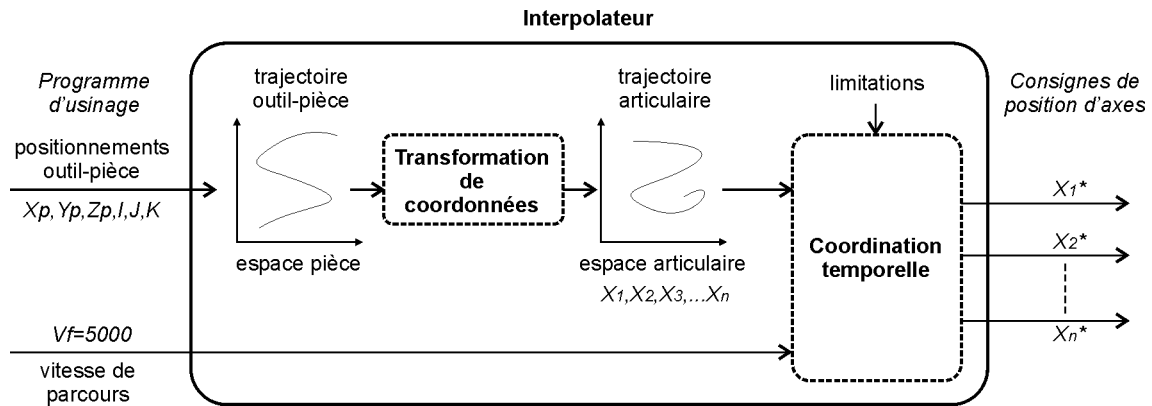 Interpolateur
Programme
d'usinage
positionnements
outil-pièce
Xp,Yp,Zp,I,J,K
trajectoire
outil-pièce
espace pièce
Transformation
de
coordonnées
trajectoire
articulaire
espace articulaire
X1,X2,X3,...Xn
limitations
Coordination
temporelle
Consignes de
position d'axes
X1*
X2*
Xn*
Vf=5000
vitesse de
parcours